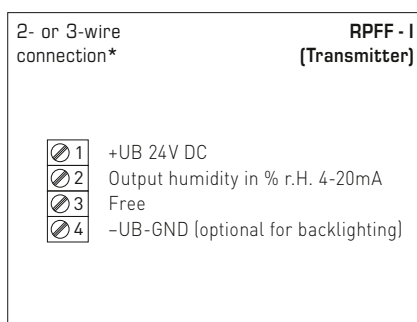 2- or 3-wire RPFF - I
connection* (Transmitter)
1 +UB 24V DC
2 Output humidity in % r.H. 4-20mA
3 Free
4 –UB-GND (optional for backlighting)